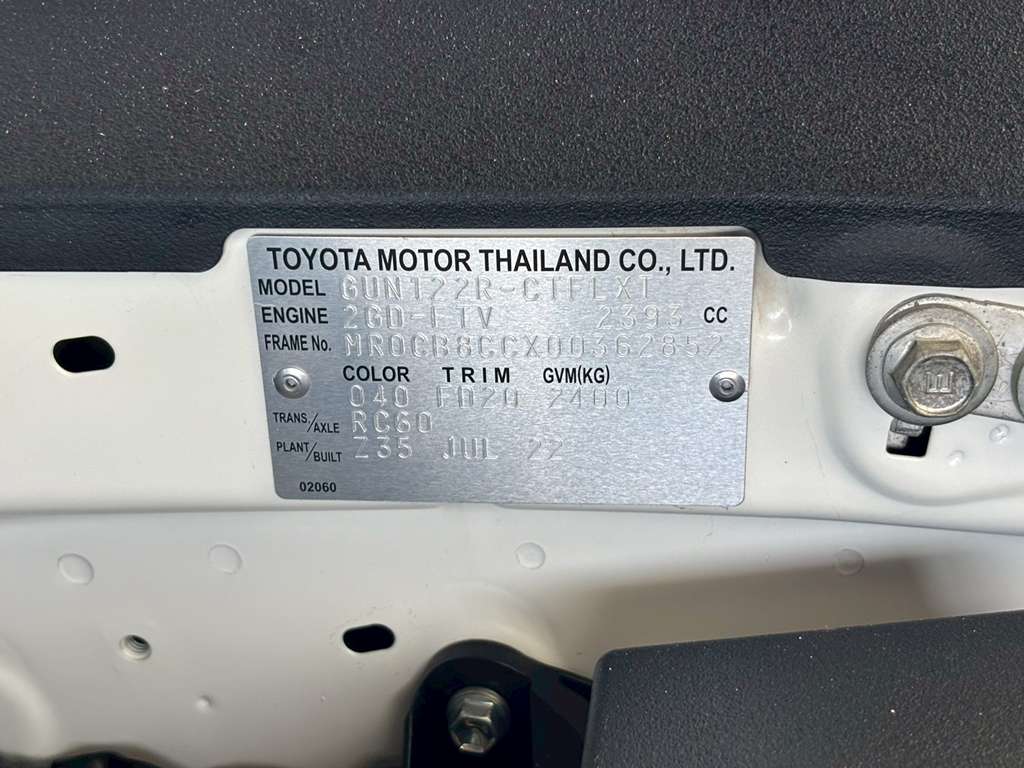 TOYOTA MOTOR THAILAND CO., LTD.
MODEL GUN122R-CTFLXT
ENGINE 2GD-FTV 2393 CC
FRAME No. MR0CB8CCX00362852
COLOR TRIM GVM(KG)
040 FD20 2400
TRANS/AXLE RC60
PLANT/BUILT Z35 JUL 22
02060